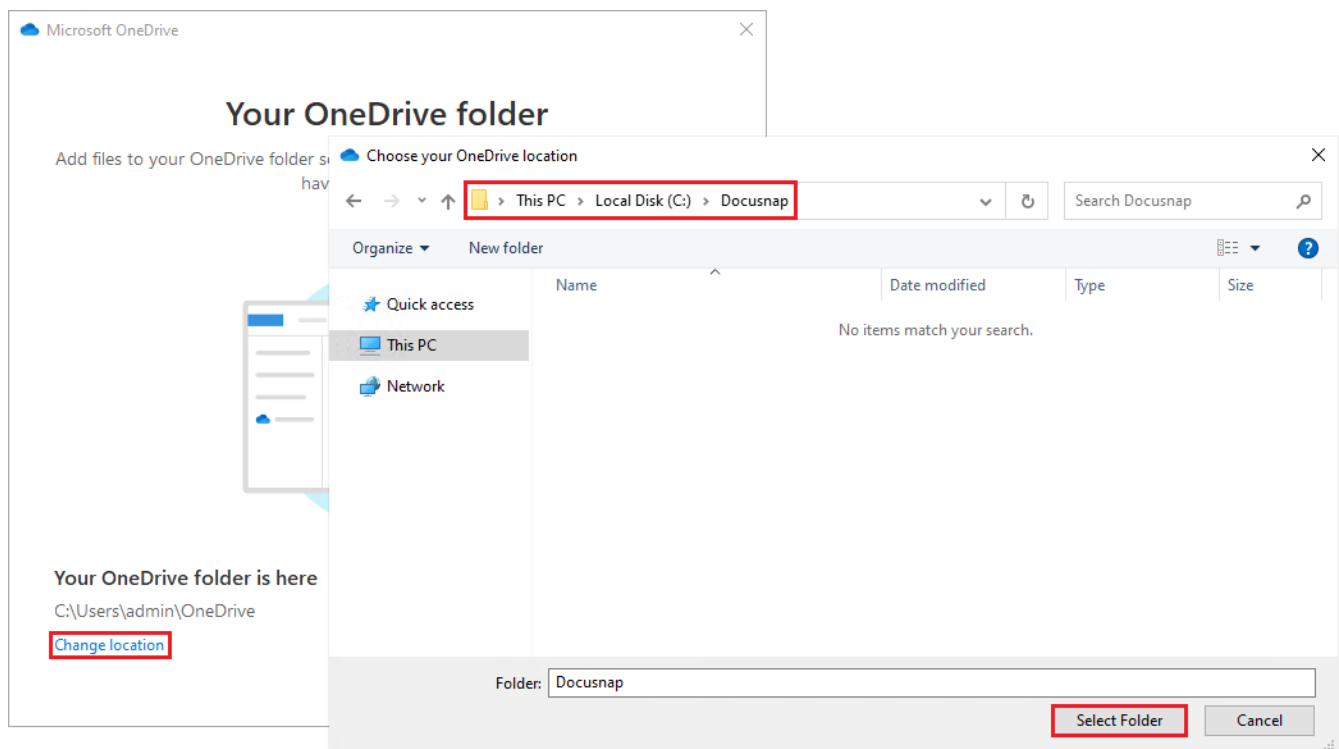 Microsoft OneDrive
Your OneDrive folder
Add files to your OneDrive folder s
hav
Choose your OneDrive location
This PC > Local Disk (C:) > Docusnap
Search Docusnap
Organize
New folder
?
Name
Date modified
Type
Size
Quick access
This PC
Network
No items match your search.
Your OneDrive folder is here
C:\Users\admin\OneDrive
Change location
Folder: Docusnap
Select Folder
Cancel